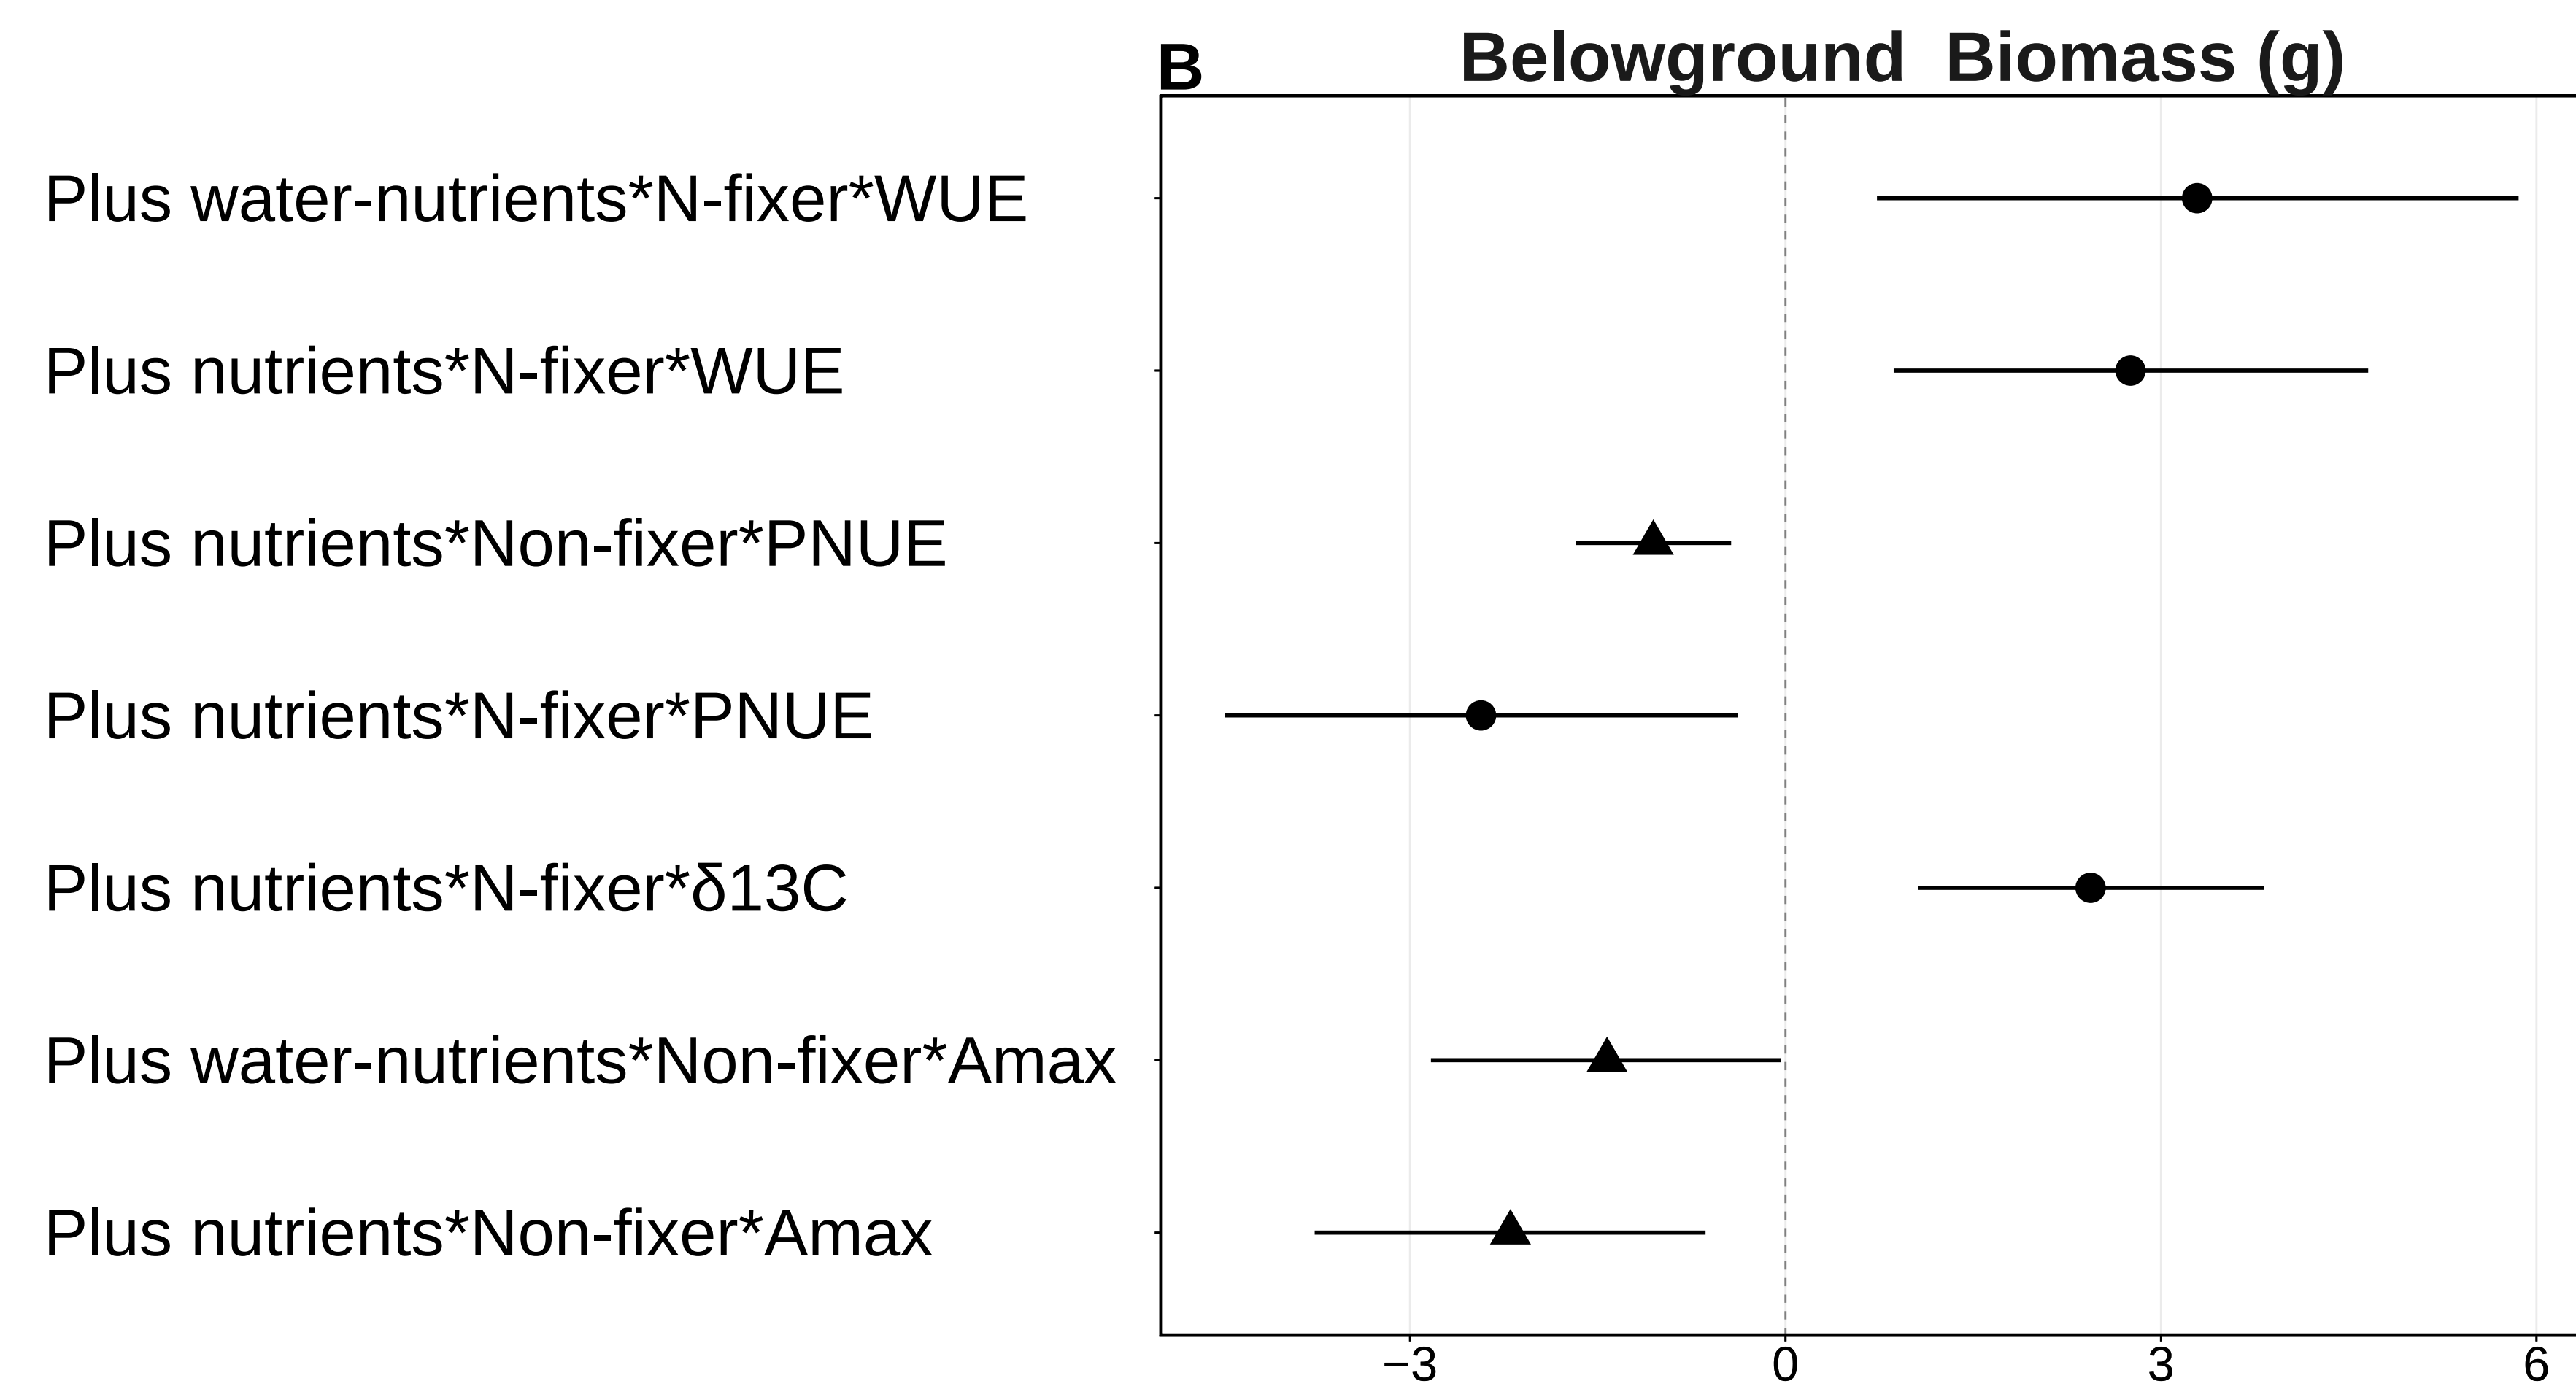 B
Belowground  Biomass (g)
Plus water-nutrients*N-fixer*WUE
Plus nutrients*N-fixer*WUE
Plus nutrients*Non-fixer*PNUE
Plus nutrients*N-fixer*PNUE
Plus nutrients*N-fixer*δ13C
Plus water-nutrients*Non-fixer*Amax
Plus nutrients*Non-fixer*Amax
−3 0 3 6